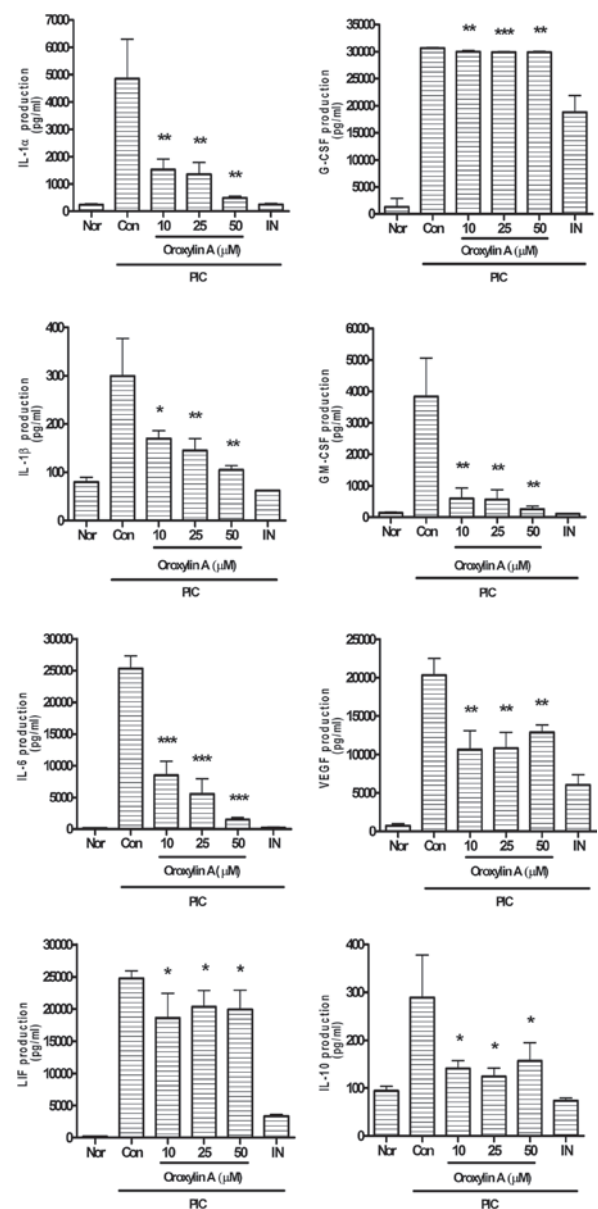 IL-1α production
(pg/ml)
7000
6000
5000
4000
3000
2000
1000
0
** ** **
Nor Con 10 25 50 IN
Oroxylin A (μM)
PIC
G-CSF production
(pg/ml)
35000
30000
25000
20000
15000
10000
5000
0
** *** **
Nor Con 10 25 50 IN
Oroxylin A (μM)
PIC
IL-1β production
(pg/ml)
400
300
200
100
0
* ** **
Nor Con 10 25 50 IN
Oroxylin A (μM)
PIC
GM-CSF production
(pg/ml)
6000
5000
4000
3000
2000
1000
0
** ** **
Nor Con 10 25 50 IN
Oroxylin A (μM)
PIC
IL-6 production
(pg/ml)
30000
25000
20000
15000
10000
5000
0
*** *** ***
Nor Con 10 25 50 IN
Oroxylin A (μM)
PIC
VEGF production
(pg/ml)
25000
20000
15000
10000
5000
0
** ** **
Nor Con 10 25 50 IN
Oroxylin A (μM)
PIC
LIF production
(pg/ml)
30000
25000
20000
15000
10000
5000
0
* * *
Nor Con 10 25 50 IN
Oroxylin A (μM)
PIC
IL-10 production
(pg/ml)
400
300
200
100
0
* * *
Nor Con 10 25 50 IN
Oroxylin A (μM)
PIC